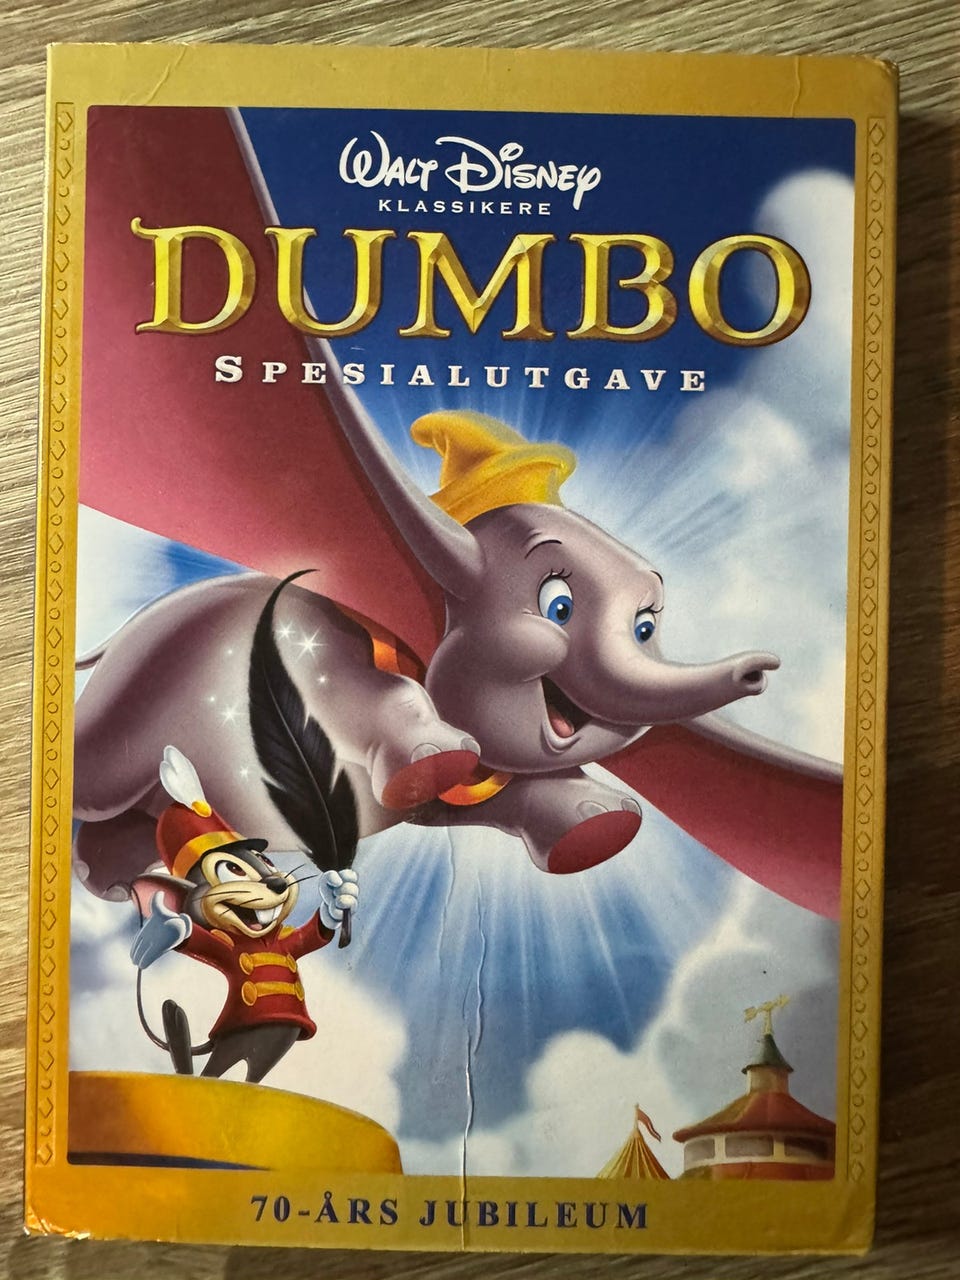 WALT DISNEY
KLASSIKERE
DUMBO
SPESIALUTGAVE
70-ÅRS JUBILEUM